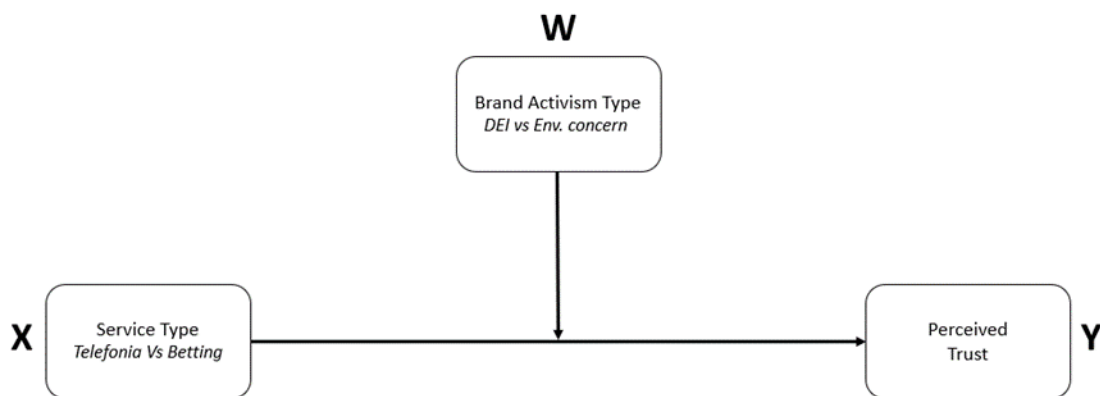 W
Brand Activism Type
DEI vs Env. concern
X
Service Type
Telefonia Vs Betting
Perceived
Trust
Y